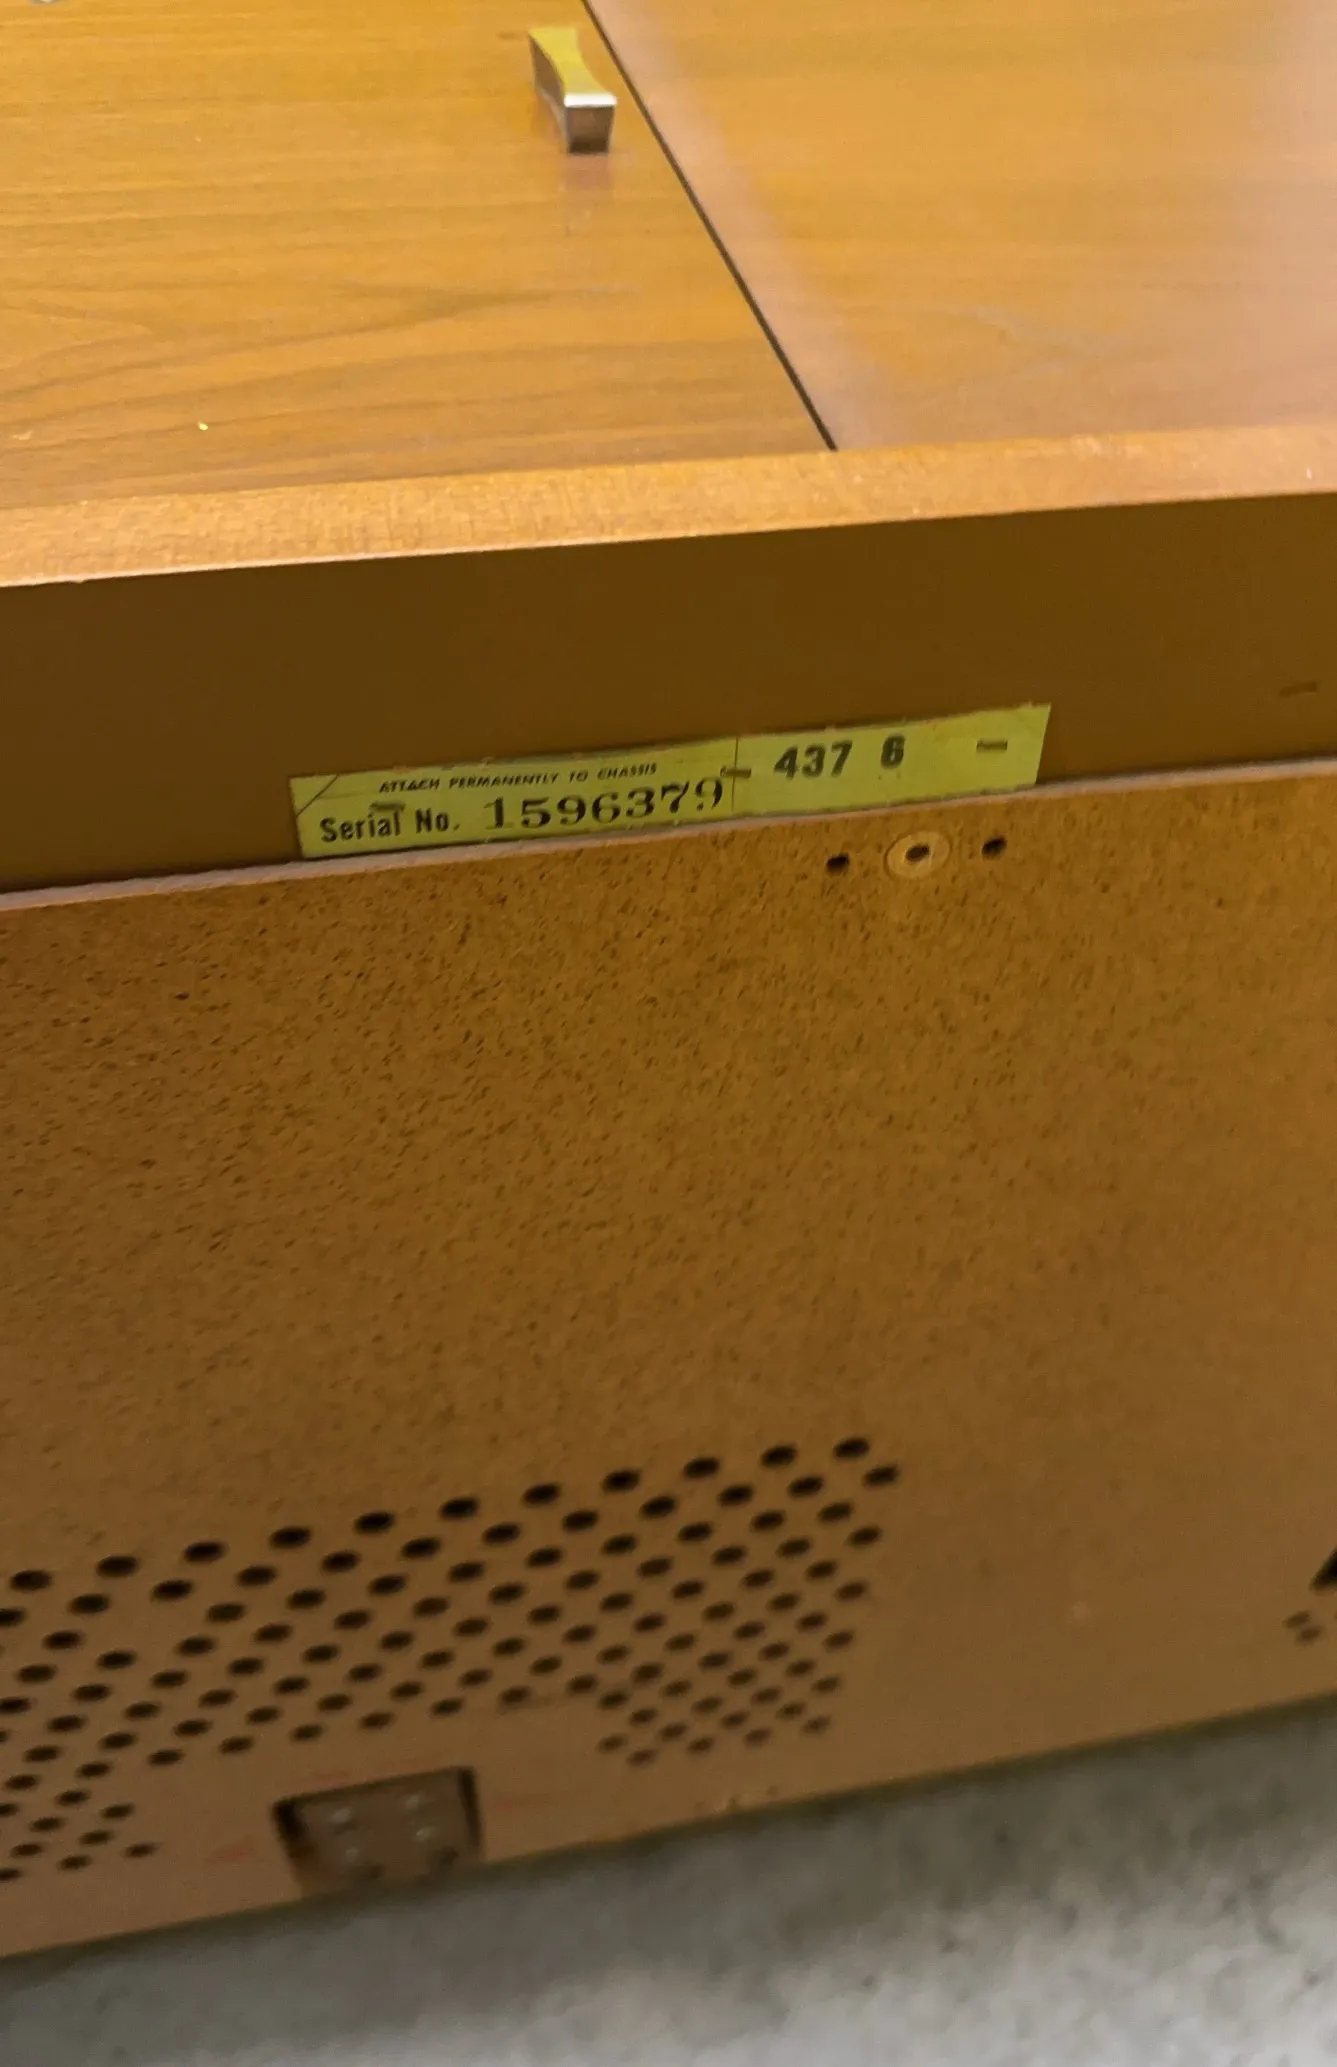 ATTACH PERMANENTLY TO CHASSIS
Serial No. 1596379
437 6